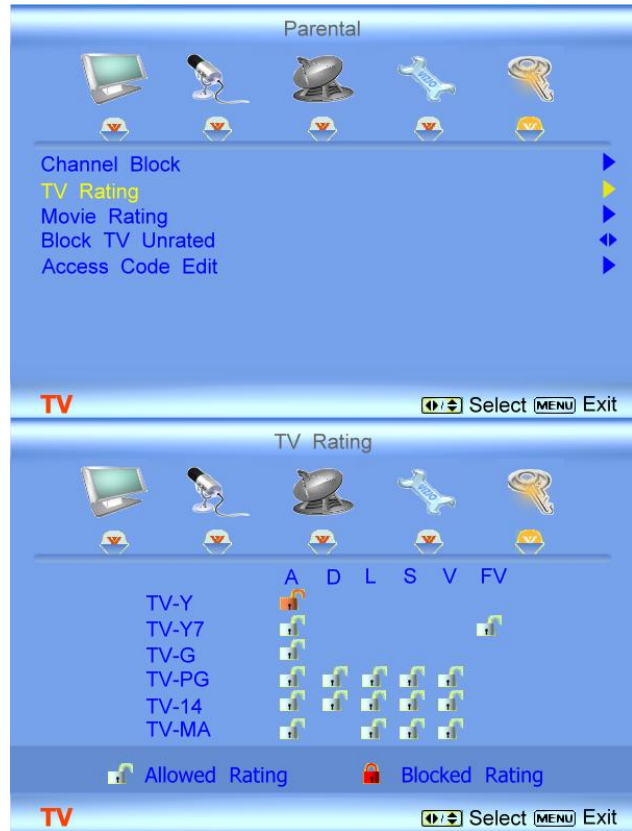 Parental
VIZO
Channel Block
TV Rating
Movie Rating
Block TV Unrated
Access Code Edit
TV Select MENU Exit
TV Rating
VIZO
A D L S V FV
TV-Y
TV-Y7
TV-G
TV-PG
TV-14
TV-MA
Allowed Rating Blocked Rating
TV Select MENU Exit